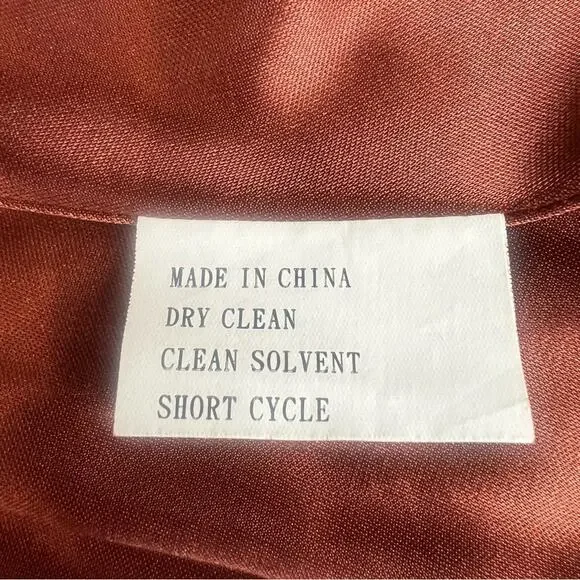 MADE IN CHINA
DRY CLEAN
CLEAN SOLVENT
SHORT CYCLE